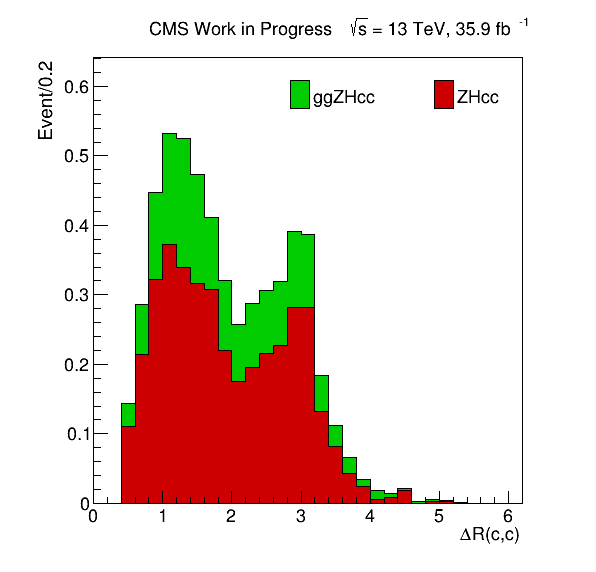 CMS Work in Progress √s = 13 TeV, 35.9 fb⁻¹
Event/0.2
ggZHcc ZHcc
0.6
0.5
0.4
0.3
0.2
0.1
0
0 1 2 3 4 5 6
ΔR(c,c)